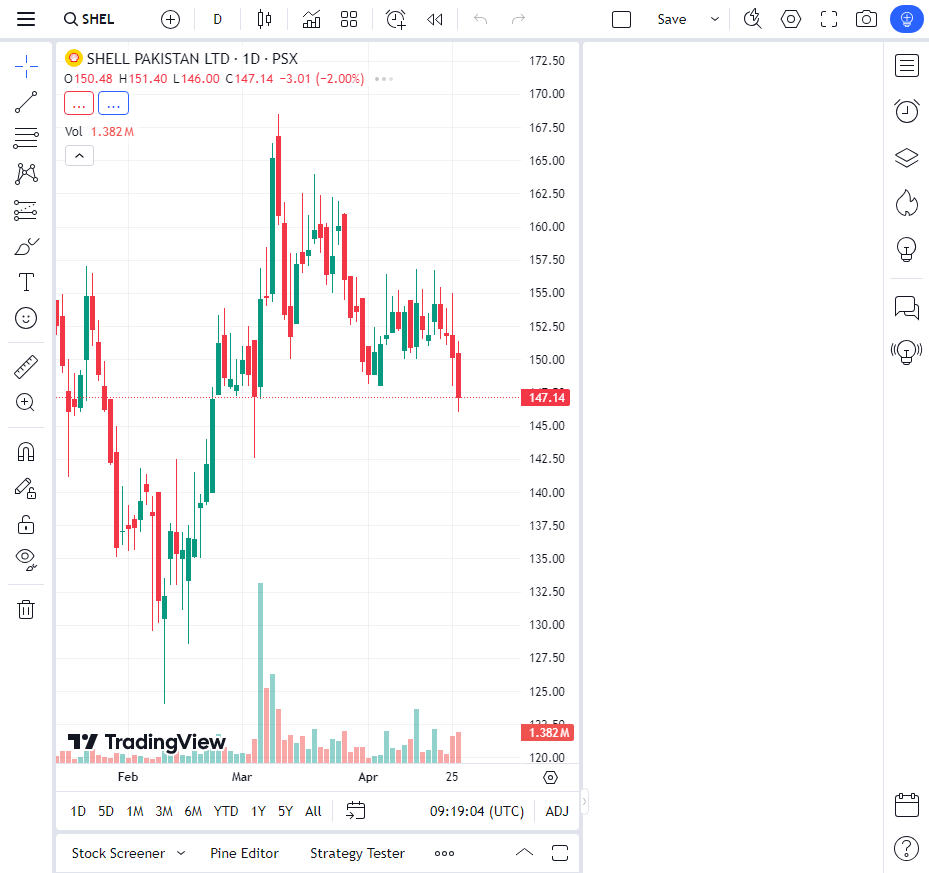 SHEL
D
Save
SHELL PAKISTAN LTD · 1D · PSX
O150.48 H151.40 L146.00 C147.14 −3.01 (−2.00%)
... ...
Vol 1.382M
172.50
170.00
167.50
165.00
162.50
160.00
157.50
155.00
152.50
150.00
147.14
145.00
142.50
140.00
137.50
135.00
132.50
130.00
127.50
125.00
1.382M
120.00
TradingView
Feb Mar Apr 25
1D 5D 1M 3M 6M YTD 1Y 5Y All 09:19:04 (UTC) ADJ
Stock Screener Pine Editor Strategy Tester